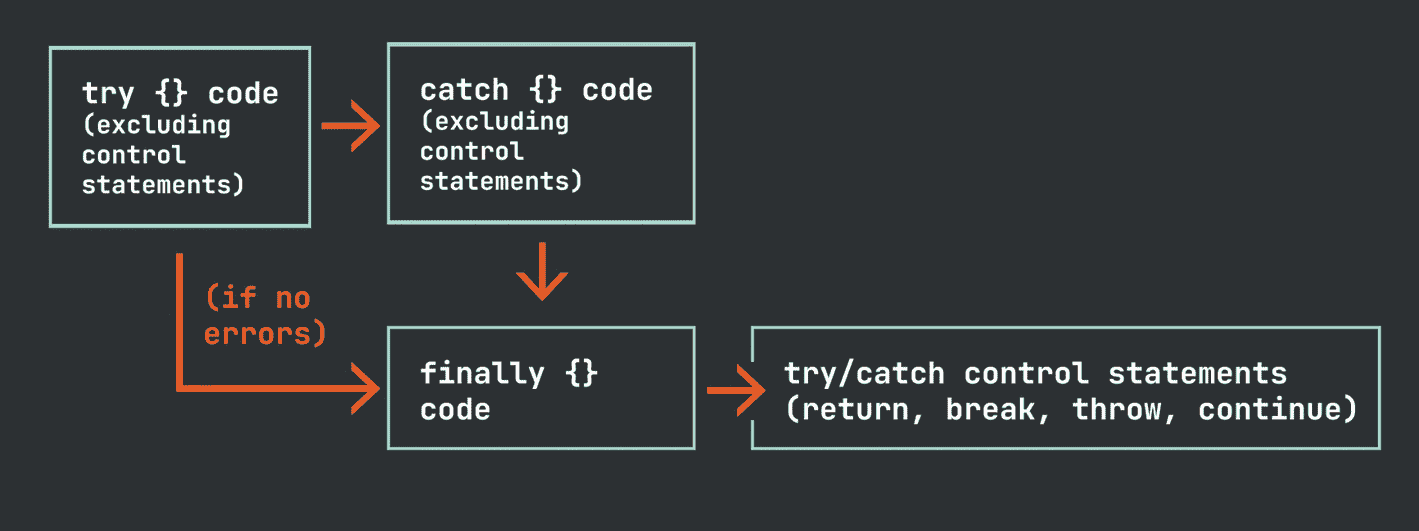 try {} code
(excluding
control
statements)
catch {} code
(excluding
control
statements)
(if no
errors)
finally {}
code
try/catch control statements
(return, break, throw, continue)